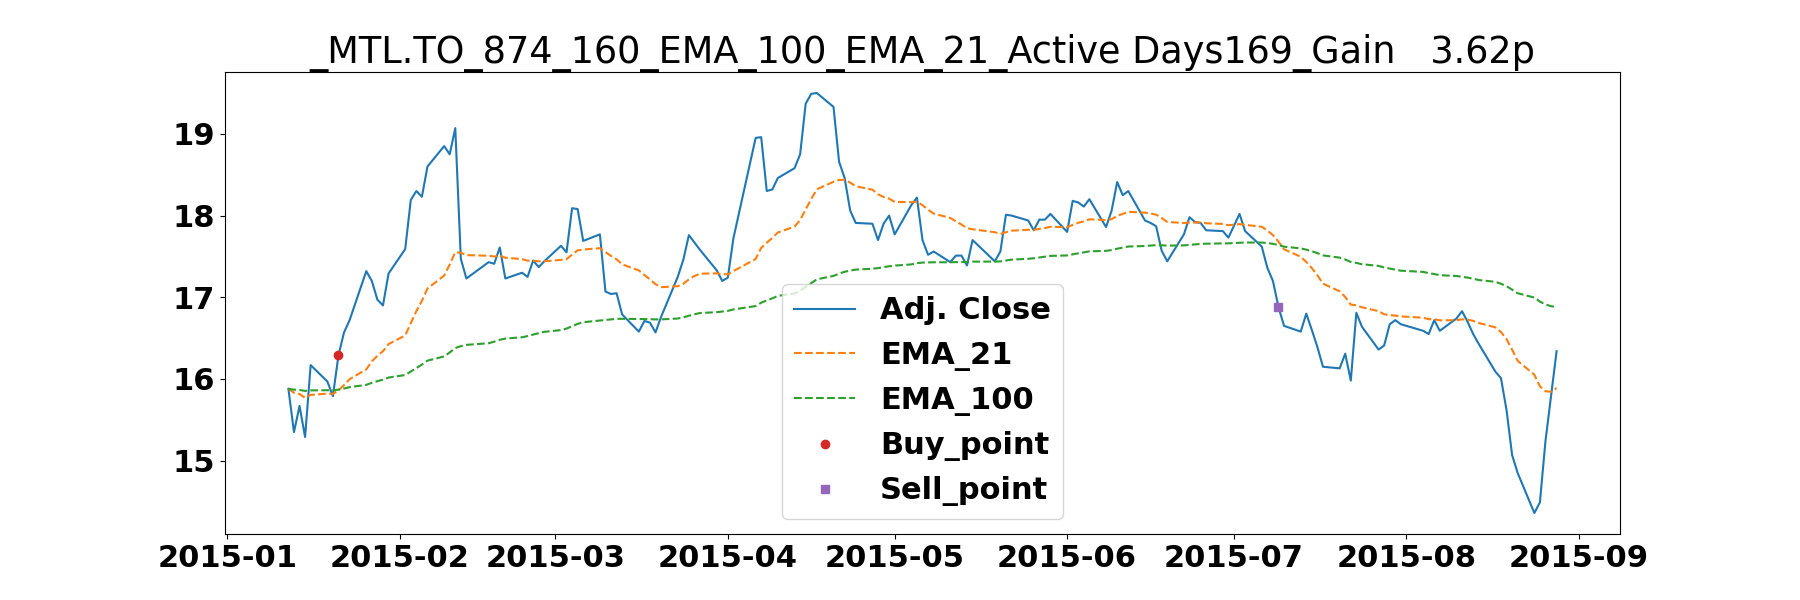 _MTL.TO_874_160_EMA_100_EMA_21_Active Days169_Gain   3.62p
19
18
17
16
15
Adj. Close
EMA_21
EMA_100
Buy_point
Sell_point
2015-01 2015-02 2015-03 2015-04 2015-05 2015-06 2015-07 2015-08 2015-09